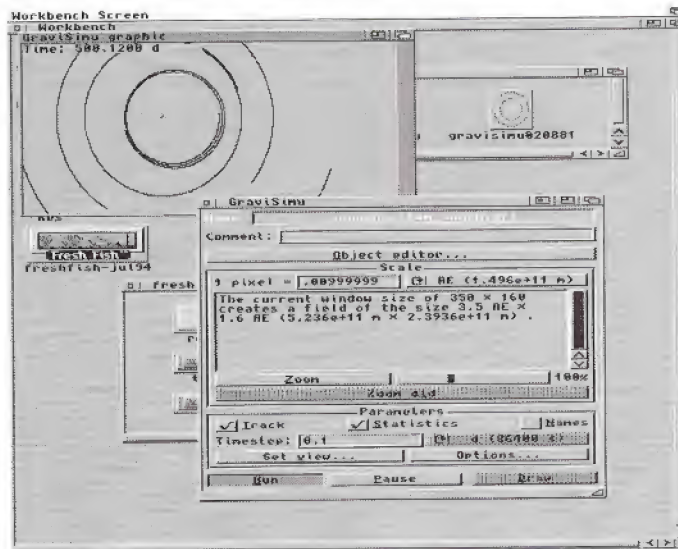 Workbench Screen
Workbench
GraviSimu graphic
Time: 500.1200 d
gravisimu020881
Fresh Fish
freshfish-jul94
fresh
GraviSimu
Comment:
Object editor...
Scale
1 pixel = .00999999
AE (1.496e+11 m)
The current window size of 350 × 160
creates a field of the size 3.5 AE ×
1.6 AE (5.236e+11 m × 2.3936e+11 m) .
Zoom
100%
Zoom old
Parameters
Track
Statistics
Names
Timestep: 0.1
d (86400 s)
Set view...
Options...
Run
Pause
Draw